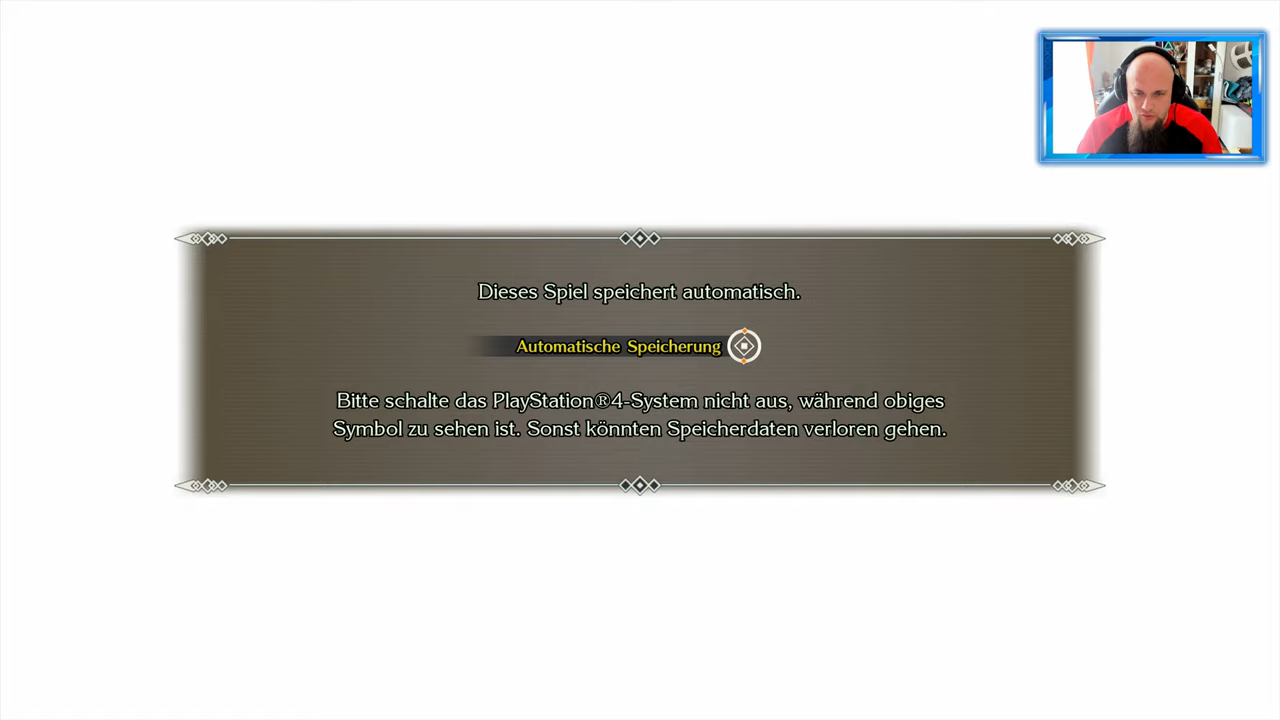 Dieses Spiel speichert automatisch.
Automatische Speicherung
Bitte schalte das PlayStation®4-System nicht aus, während obiges
Symbol zu sehen ist. Sonst könnten Speicherdaten verloren gehen.